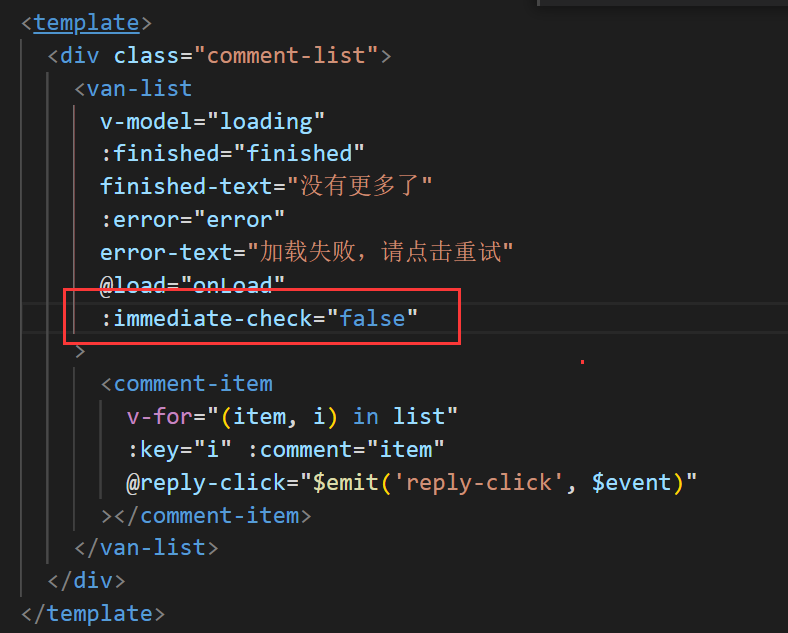 <template>
<div class="comment-list">
<van-list
v-model="loading"
:finished="finished"
finished-text="没有更多了"
:error="error"
error-text="加载失败，请点击重试"
@load="onLoad"
:immediate-check="false"
>
<comment-item
v-for="(item, i) in list"
:key="i" :comment="item"
@reply-click="$emit('reply-click', $event)"
></comment-item>
</van-list>
</div>
</template>